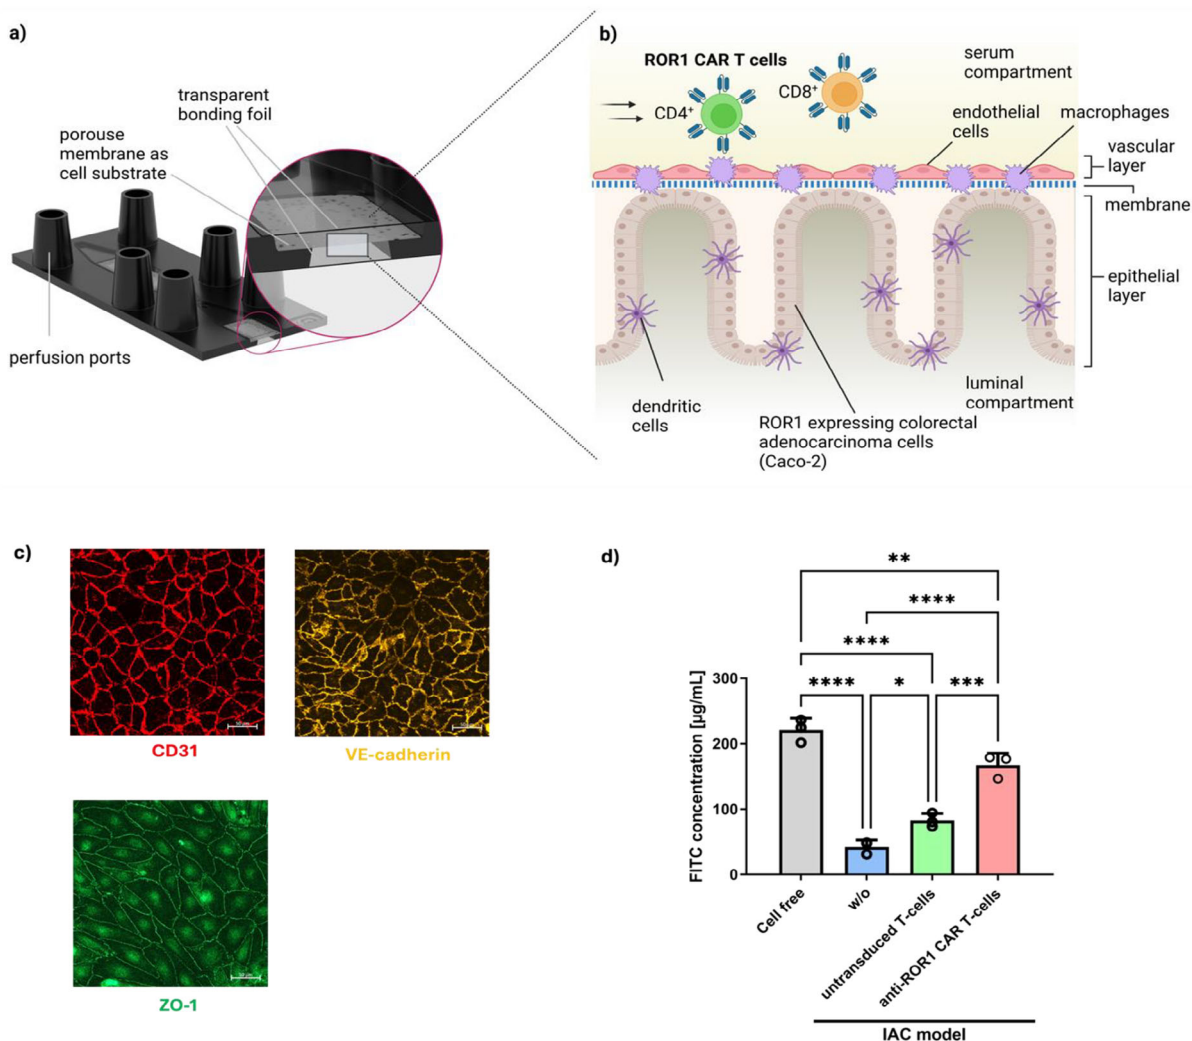 a)
transparent
bonding foil
porouse
membrane as
cell substrate
perfusion ports
b)
ROR1 CAR T cells
CD4+
CD8+
serum
compartment
endothelial
cells
macrophages
vascular
layer
membrane
epithelial
layer
luminal
compartment
dendritic
cells
ROR1 expressing colorectal
adenocarcinoma cells
(Caco-2)
c)
CD31
VE-cadherin
ZO-1
d)
**
****
****
****
*
***
FITC concentration [µg/mL]
300
200
100
0
Cell free
w/o
untransduced T-cells
anti-ROR1 CAR T-cells
IAC model